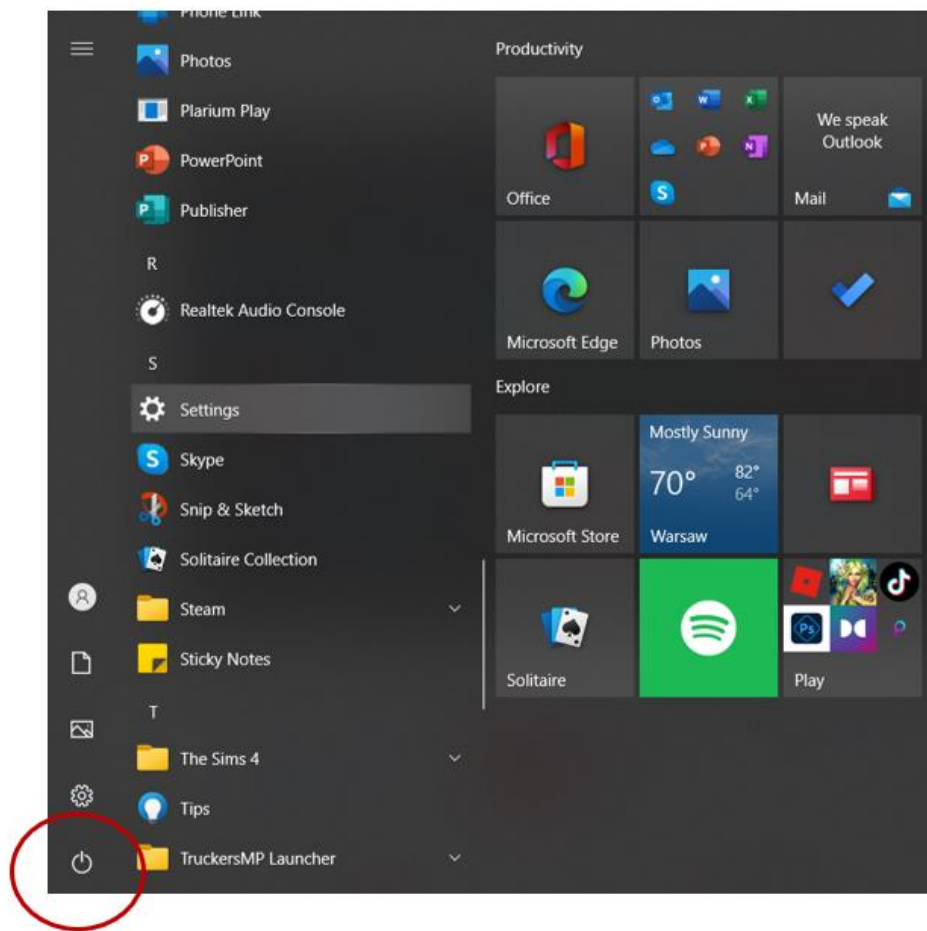 Phone Link
Photos
Plarium Play
PowerPoint
Publisher
R
Realtek Audio Console
S
Settings
Skype
Snip & Sketch
Solitaire Collection
Steam
Sticky Notes
T
The Sims 4
Tips
TruckersMP Launcher
Productivity
Office
We speak
Outlook
Mail
Microsoft Edge
Photos
Explore
Microsoft Store
Mostly Sunny
70° 82°
64°
Warsaw
Solitaire
Play